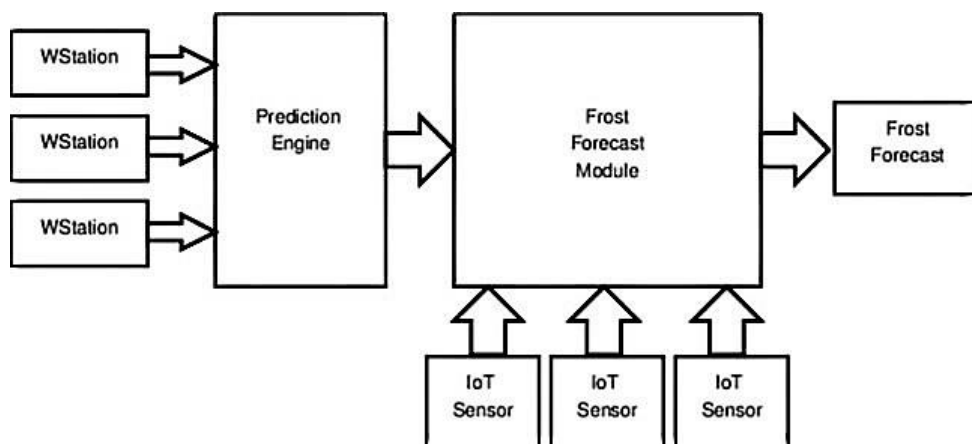 WStation
WStation
WStation
Prediction
Engine
Frost
Forecast
Module
Frost
Forecast
IoT
Sensor
IoT
Sensor
IoT
Sensor